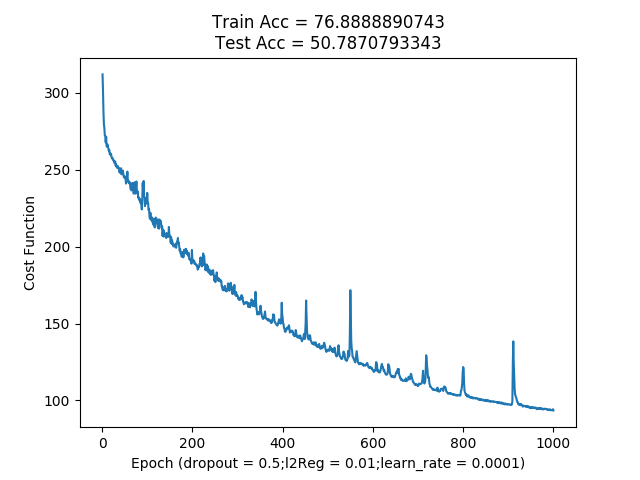 Train Acc = 76.8888890743
Test Acc = 50.7870793343
300
250
200
150
100
Cost Function
0
200
400
600
800
1000
Epoch (dropout = 0.5;l2Reg = 0.01;learn_rate = 0.0001)